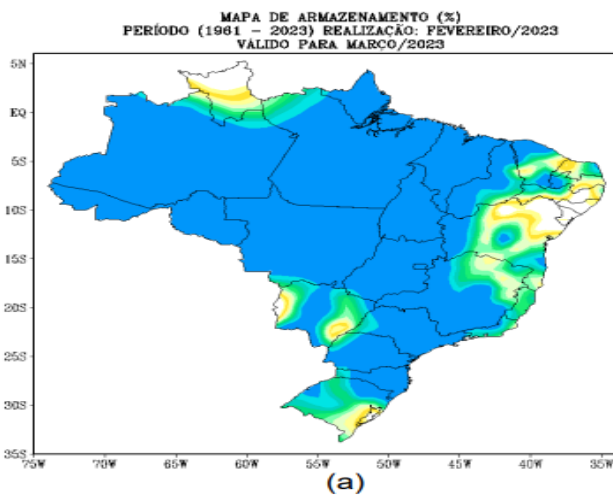 MAPA DE ARMAZENAMENTO (%)
PERÍODO (1961 – 2023) REALIZAÇÃO: FEVEREIRO/2023
VÁLIDO PARA MARÇO/2023
5N
EQ
5S
10S
15S
20S
25S
30S
35S
75W 70W 65W 60W 55W 50W 45W 40W 35W
(a)